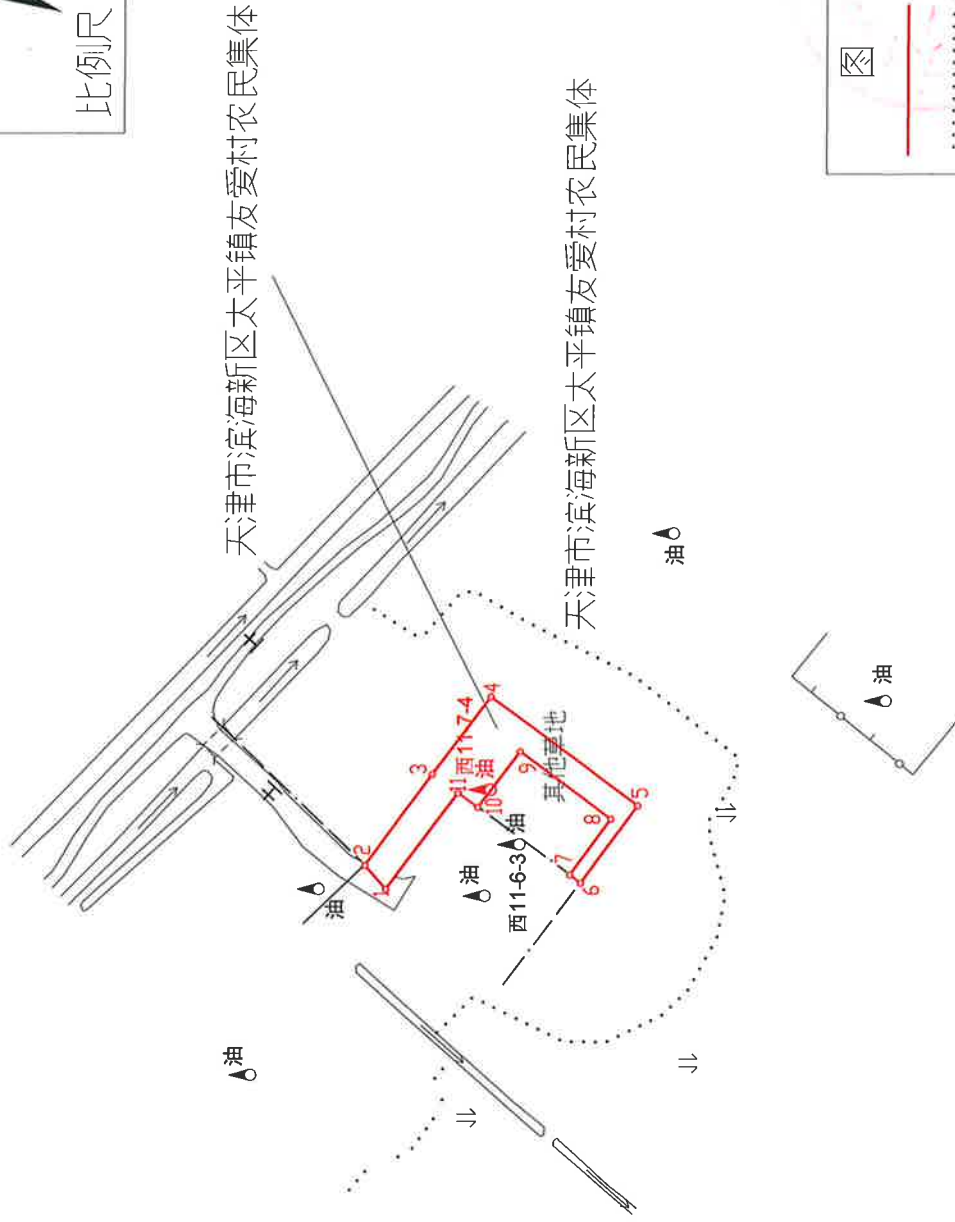 比例尺
天津市滨海新区太平镇友爱村农民集体
天津市滨海新区太平镇友爱村农民集体
图
油
油
油
油
油
油
油
西11-7-4
西11-6-3
其他草地
1
2
3
4
5
6
7
8
9
10
11